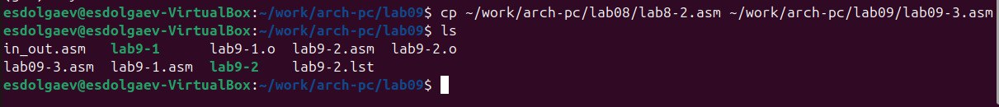 esdolgaev@esdolgaev-VirtualBox:~/work/arch-pc/lab09$ cp ~/work/arch-pc/lab08/lab8-2.asm ~/work/arch-pc/lab09/lab09-3.asm
esdolgaev@esdolgaev-VirtualBox:~/work/arch-pc/lab09$ ls
in_out.asm lab9-1 lab9-1.o lab9-2.asm lab9-2.o
lab09-3.asm lab9-1.asm lab9-2 lab9-2.lst
esdolgaev@esdolgaev-VirtualBox:~/work/arch-pc/lab09$